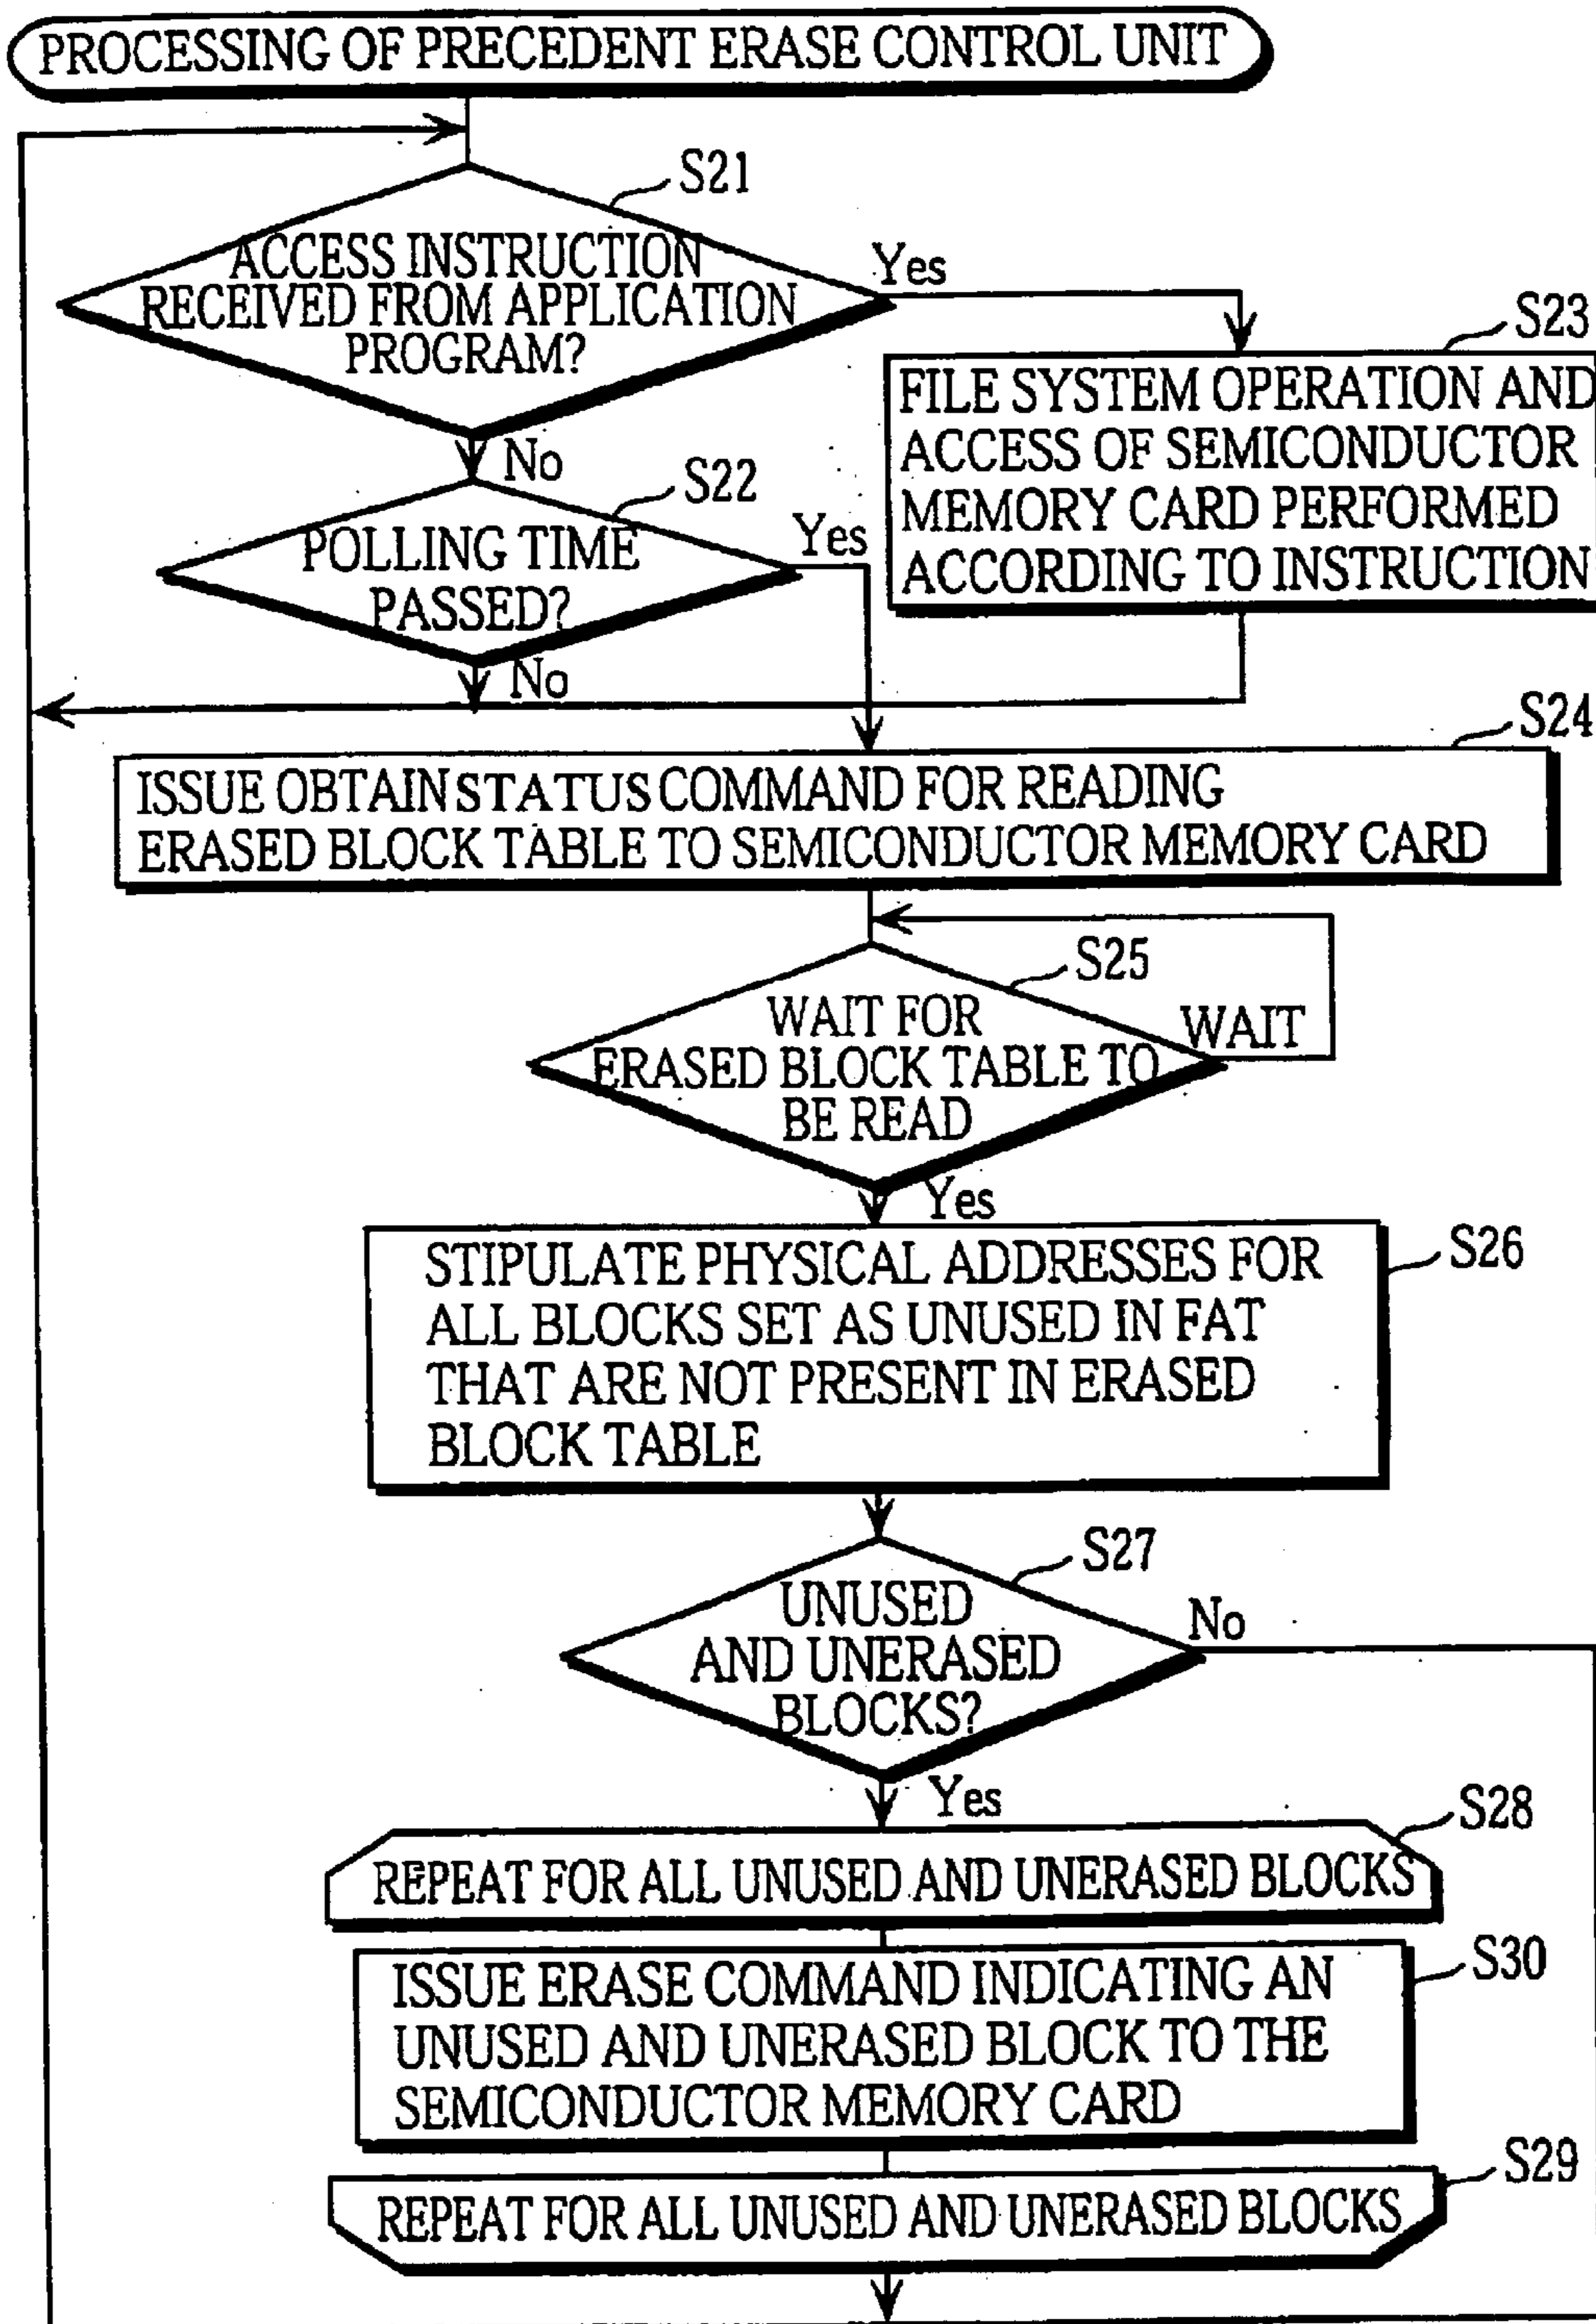 PROCESSING OF PRECEDENT ERASE CONTROL UNIT
S21
ACCESS INSTRUCTION
RECEIVED FROM APPLICATION
PROGRAM?
Yes
No
S23
FILE SYSTEM OPERATION AND
ACCESS OF SEMICONDUCTOR
MEMORY CARD PERFORMED
ACCORDING TO INSTRUCTION
S22
POLLING TIME
PASSED?
Yes
No
S24
ISSUE OBTAIN STATUS COMMAND FOR READING
ERASED BLOCK TABLE TO SEMICONDUCTOR MEMORY CARD
S25
WAIT FOR
ERASED BLOCK TABLE TO
BE READ
WAIT
Yes
S26
STIPULATE PHYSICAL ADDRESSES FOR
ALL BLOCKS SET AS UNUSED IN FAT
THAT ARE NOT PRESENT IN ERASED
BLOCK TABLE
S27
UNUSED
AND UNERASED
BLOCKS?
No
Yes
S28
REPEAT FOR ALL UNUSED AND UNERASED BLOCKS
S30
ISSUE ERASE COMMAND INDICATING AN
UNUSED AND UNERASED BLOCK TO THE
SEMICONDUCTOR MEMORY CARD
S29
REPEAT FOR ALL UNUSED AND UNERASED BLOCKS